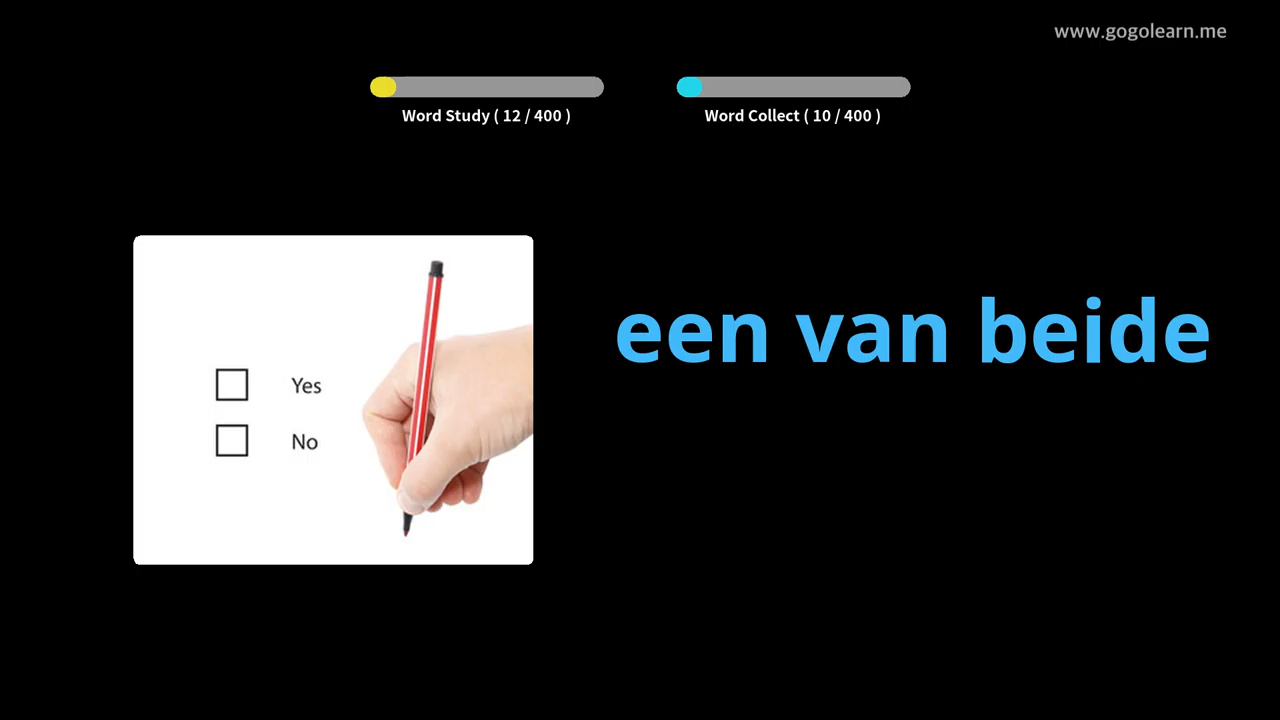 www.gogolearn.me
Word Study ( 12 / 400 )
Word Collect ( 10 / 400 )
een van beide
Yes
No